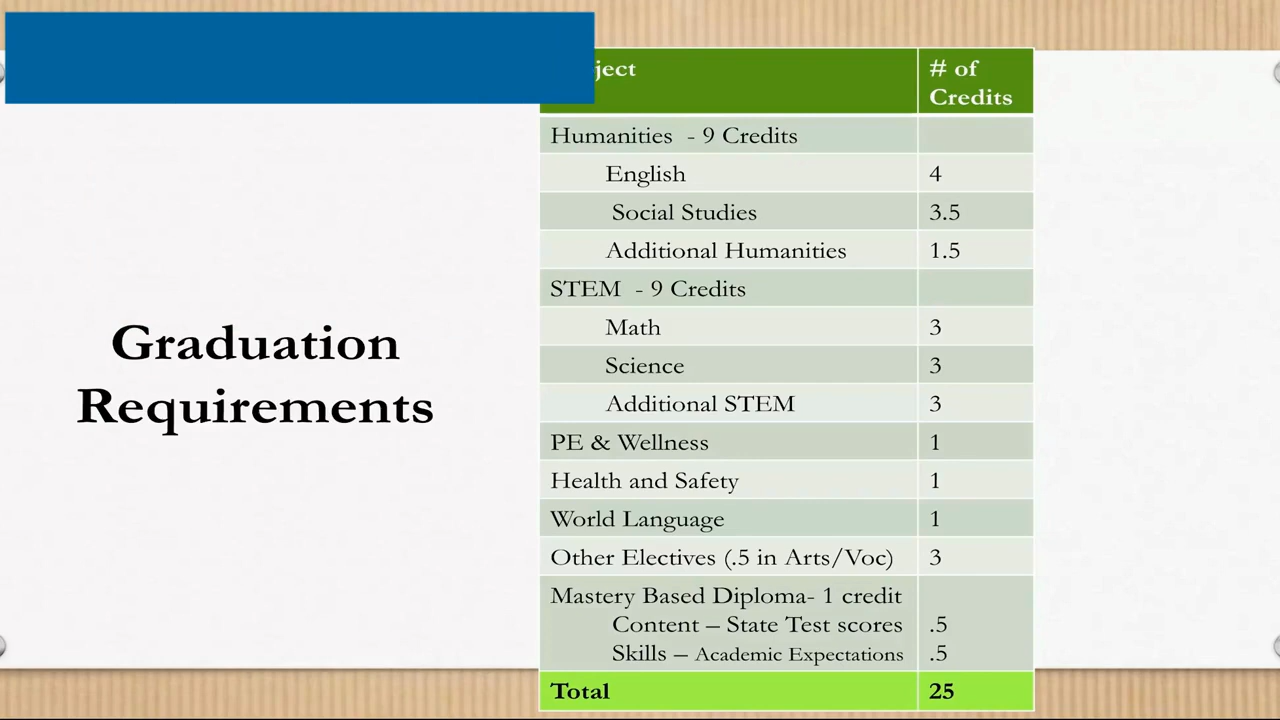 Graduation
Requirements
# of
Credits
Humanities - 9 Credits
English 4
Social Studies 3.5
Additional Humanities 1.5
STEM - 9 Credits
Math 3
Science 3
Additional STEM 3
PE & Wellness 1
Health and Safety 1
World Language 1
Other Electives (.5 in Arts/Voc) 3
Mastery Based Diploma- 1 credit
Content – State Test scores .5
Skills – Academic Expectations .5
Total 25